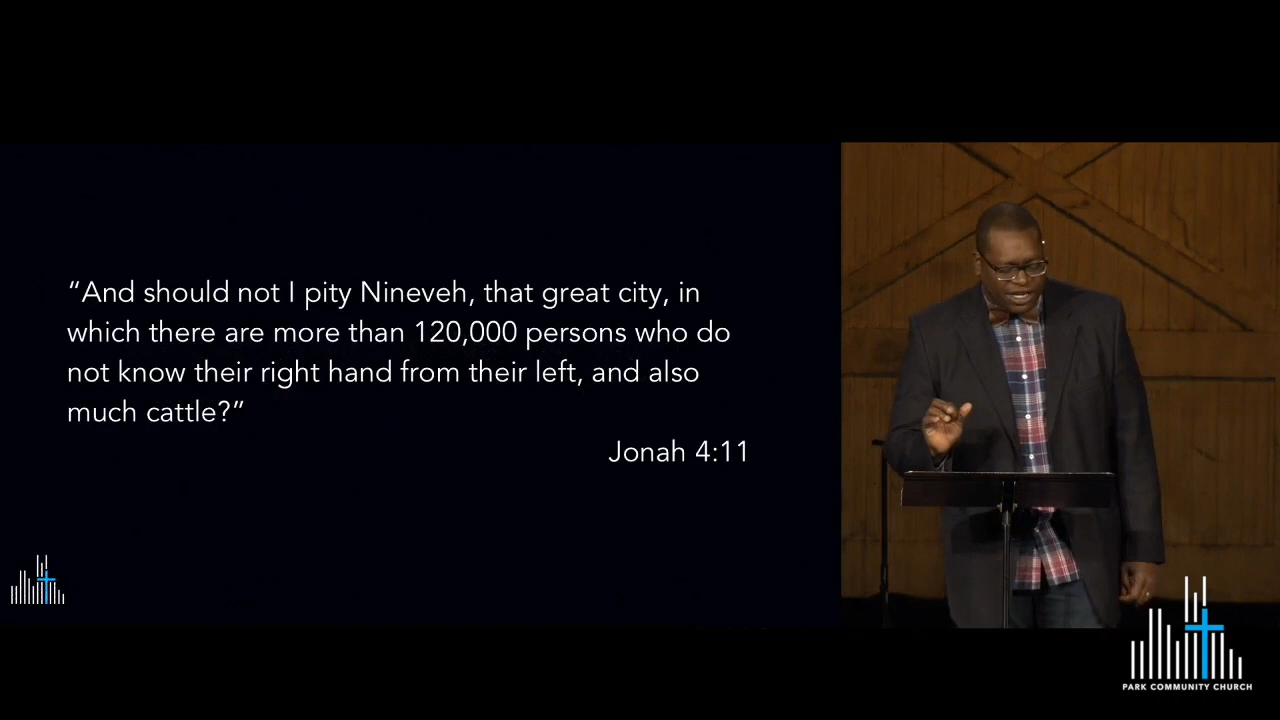 “And should not I pity Nineveh, that great city, in
which there are more than 120,000 persons who do
not know their right hand from their left, and also
much cattle?”
Jonah 4:11
PARK COMMUNITY CHURCH